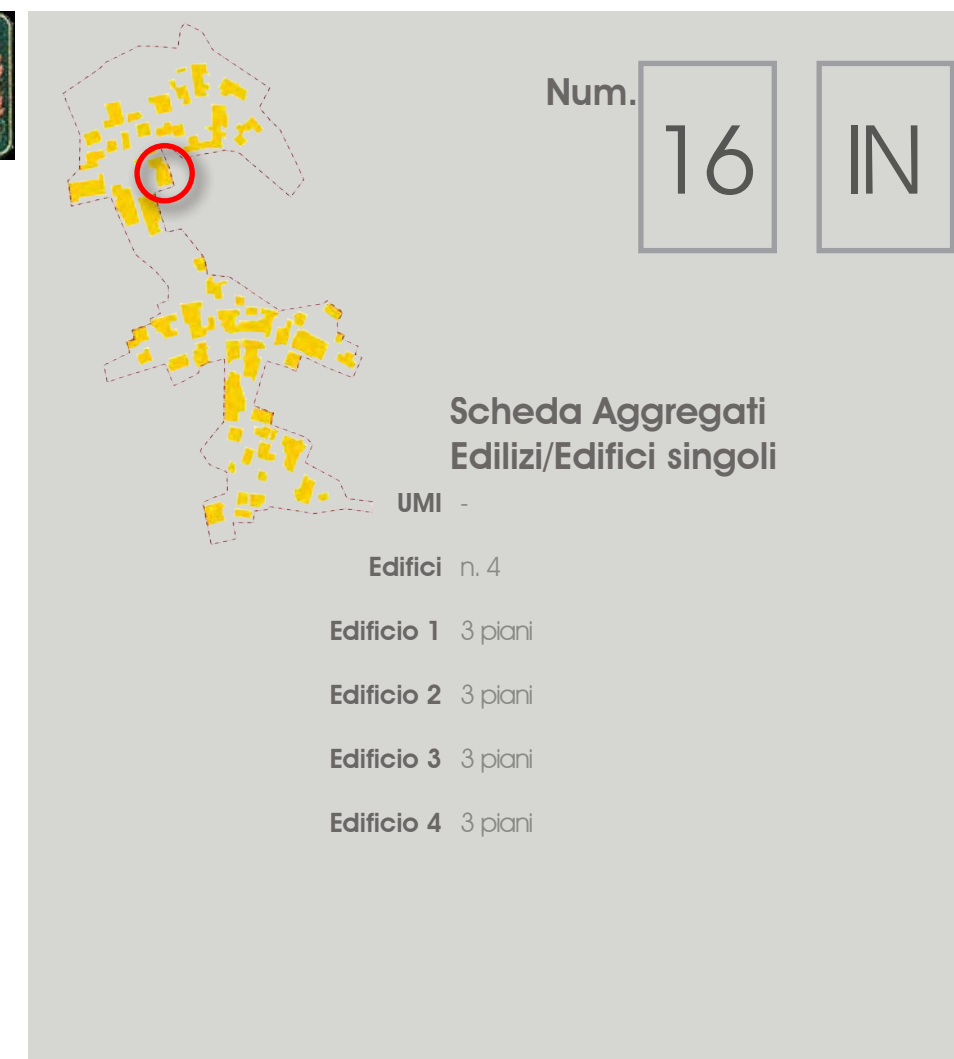 Num.
16
IN
Scheda Aggregati
Edilizi/Edifici singoli
UMI -
Edifici n. 4
Edificio 1 3 piani
Edificio 2 3 piani
Edificio 3 3 piani
Edificio 4 3 piani